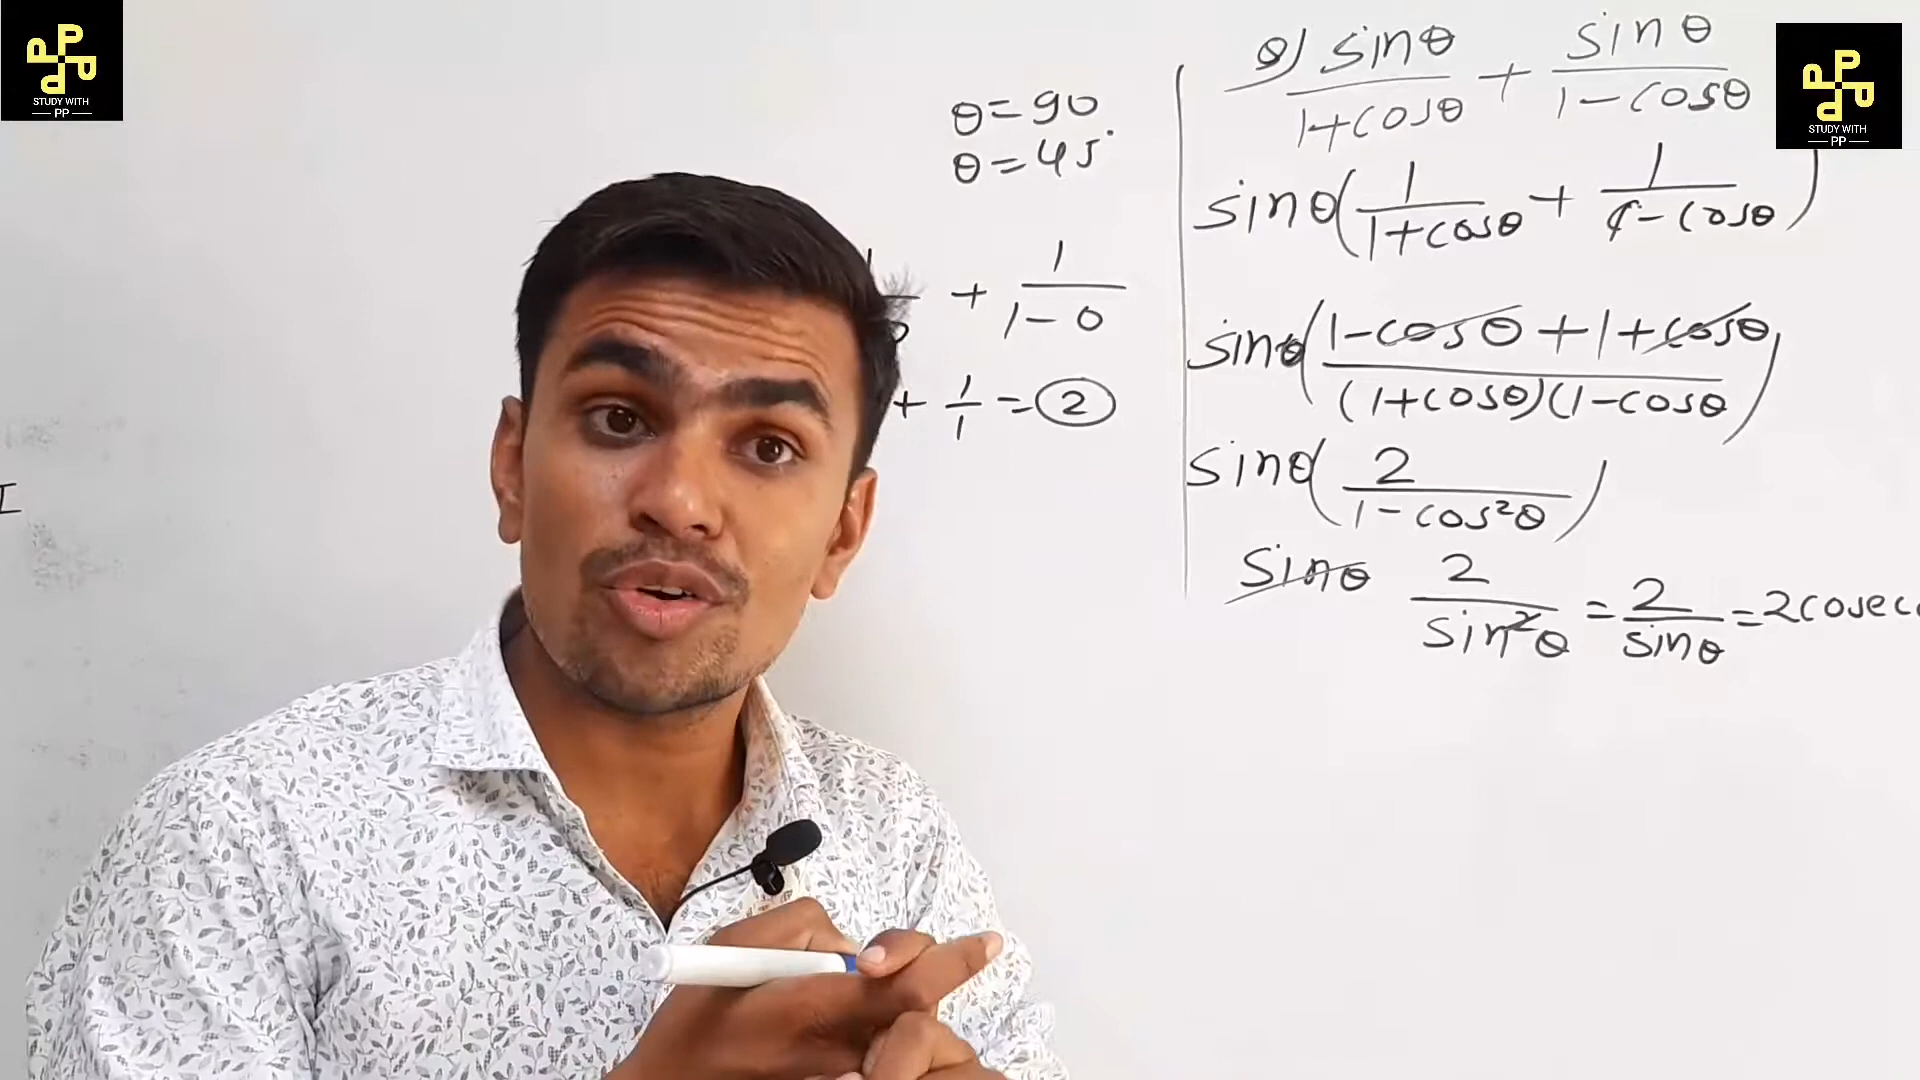 PPPP
STUDY WITH
PP
PPPP
STUDY WITH
PP
θ=90
θ=45°
+ 1/(1-0)
+ 1/1 = 2
Q) sinθ/(1+cosθ) + sinθ/(1-cosθ)
sinθ(1/(1+cosθ) + 1/(1-cosθ))
sinθ((1-cosθ+1+cosθ)/((1+cosθ)(1-cosθ))
sinθ(2/(1-cos²θ))
sinθ 2/sin²θ = 2/sinθ = 2cosec